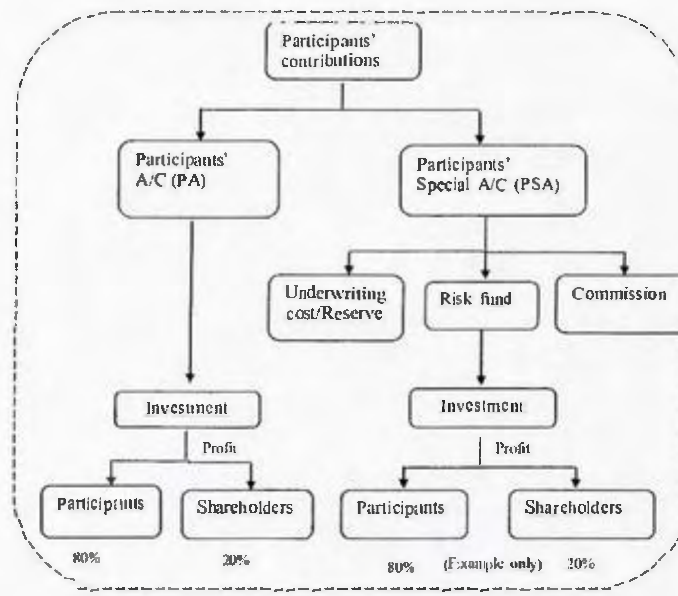 Participants'
contributions
Participants'
A/C (PA)
Participants'
Special A/C (PSA)
Underwriting
cost/Reserve
Risk fund
Commission
Investment
Investment
Profit
Profit
Participants
Shareholders
Participants
Shareholders
80%
20%
80%
(Example only)
20%